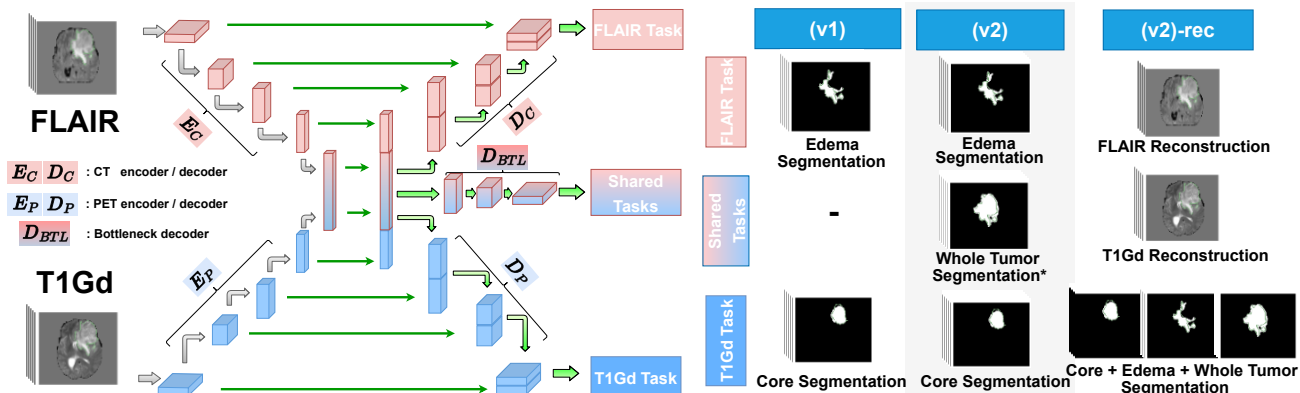 FLAIR
E_C
E_C D_C : CT encoder / decoder
E_P D_P : PET encoder / decoder
D_BTL : Bottleneck decoder
T1Gd
E_P
D_C
D_BTL
D_P
FLAIR Task
Shared
Tasks
T1Gd Task
(v1)
(v2)
(v2)-rec
FLAIR Task
Edema
Segmentation
Edema
Segmentation
FLAIR Reconstruction
Shared
Tasks
-
Whole Tumor
Segmentation*
T1Gd Reconstruction
T1Gd Task
Core Segmentation
Core Segmentation
Core + Edema + Whole Tumor
Segmentation